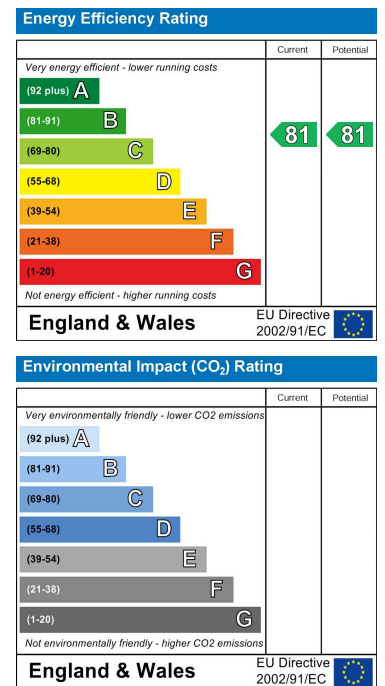 Energy Efficiency Rating
Current Potential
Very energy efficient - lower running costs
(92 plus) A
(81-91) B
(69-80) C
81 81
(55-68) D
(39-54) E
(21-38) F
(1-20) G
Not energy efficient - higher running costs
England & Wales
EU Directive
2002/91/EC
Environmental Impact (CO₂) Rating
Current Potential
Very environmentally friendly - lower CO2 emissions
(92 plus) A
(81-91) B
(69-80) C
(55-68) D
(39-54) E
(21-38) F
(1-20) G
Not environmentally friendly - higher CO2 emissions
England & Wales
EU Directive
2002/91/EC